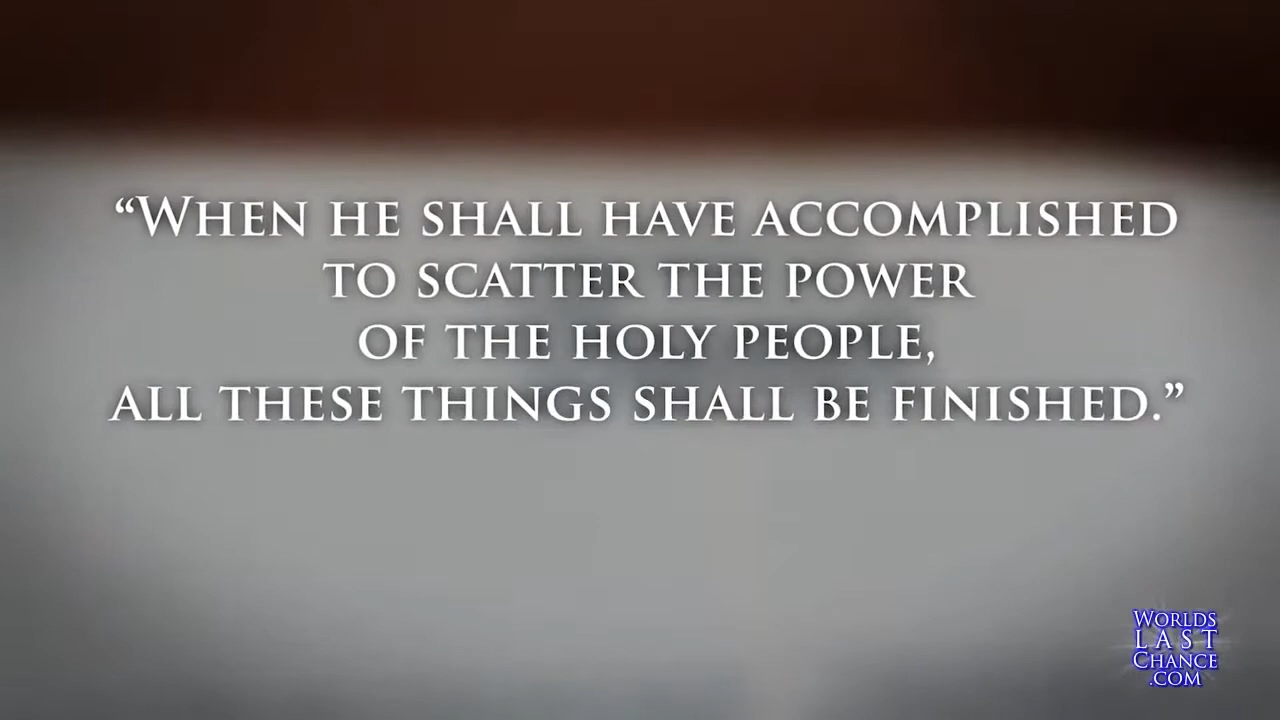 “WHEN HE SHALL HAVE ACCOMPLISHED
TO SCATTER THE POWER
OF THE HOLY PEOPLE,
ALL THESE THINGS SHALL BE FINISHED.”
WORLDS
LAST
CHANCE
.COM